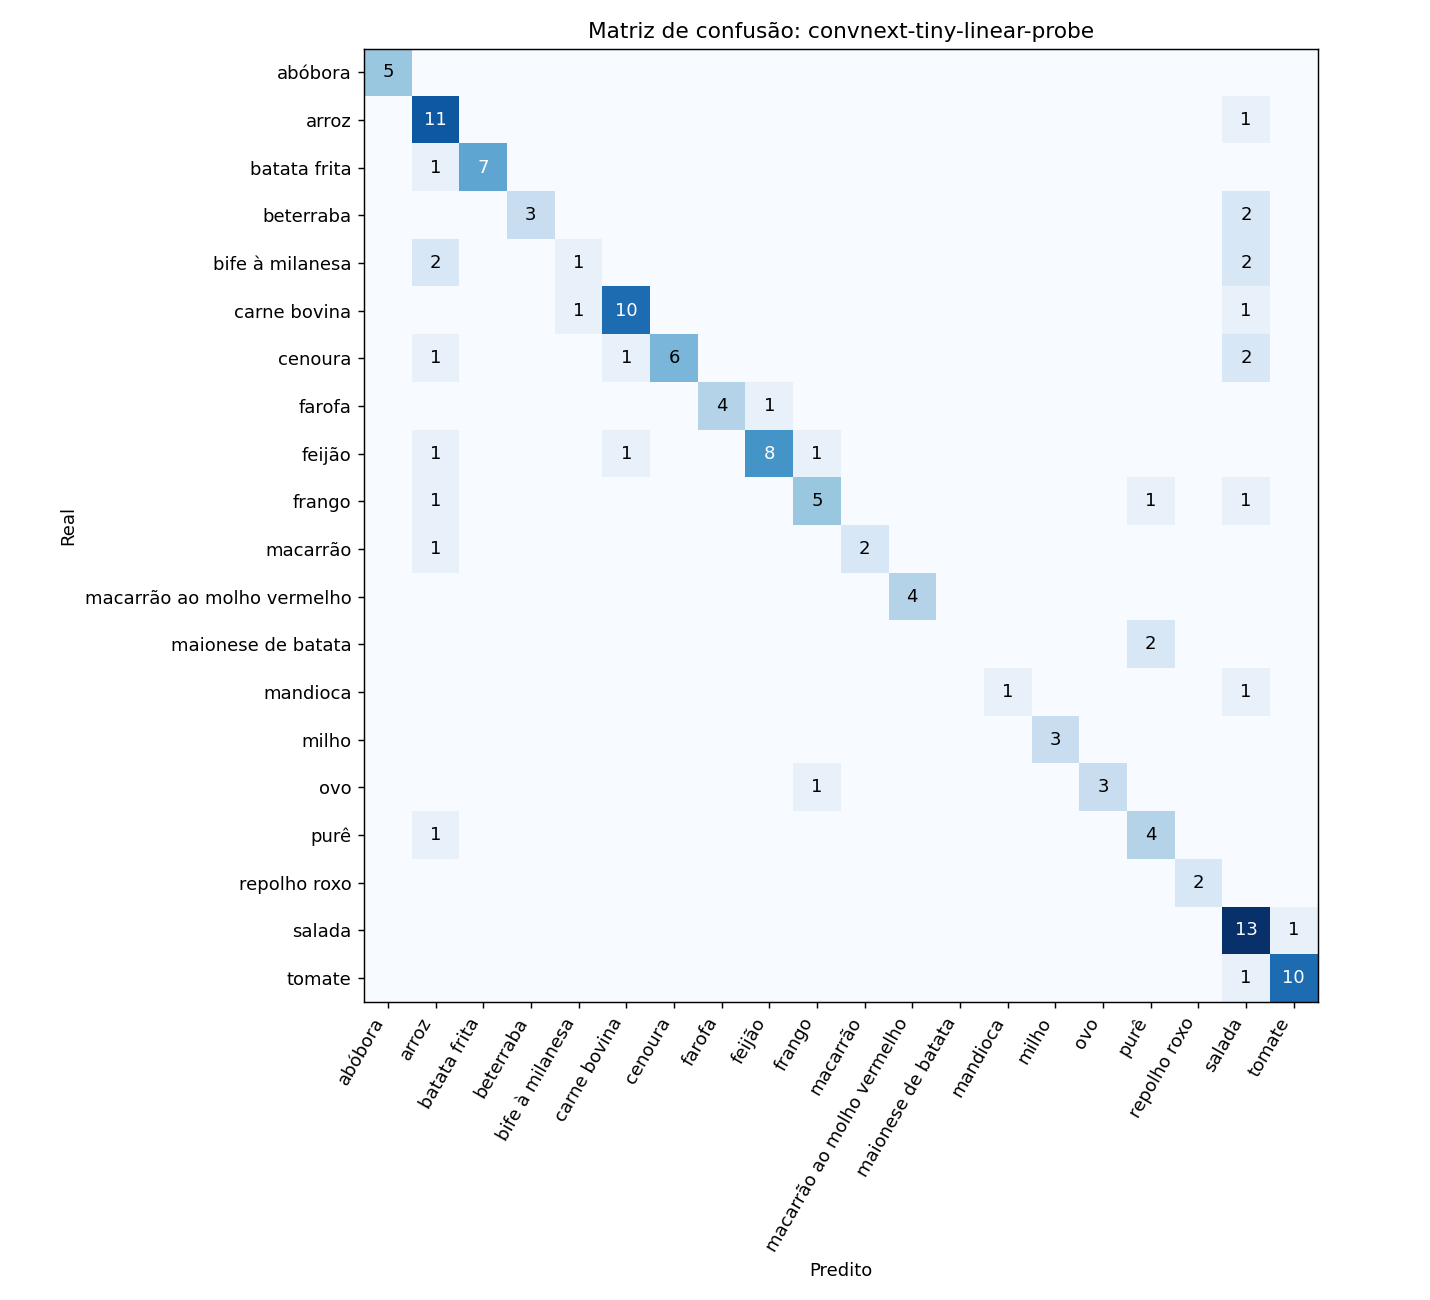 Matriz de confusão: convnext-tiny-linear-probe
abóbora 5
arroz 11 1
batata frita 1 7
beterraba 3 2
bife à milanesa 2 1 2
carne bovina 1 10 1
cenoura 1 1 6 2
farofa 4 1
feijão 1 1 8 1
frango 1 5 1 1
macarrão 1 2
macarrão ao molho vermelho 4
maionese de batata 2
mandioca 1 1
milho 3
ovo 1 3
purê 1 4
repolho roxo 2
salada 13 1
tomate 1 10
Real
abóbora
arroz
batata frita
beterraba
bife à milanesa
carne bovina
cenoura
farofa
feijão
frango
macarrão
macarrão ao molho vermelho
maionese de batata
mandioca
milho
ovo
purê
repolho roxo
salada
tomate
Predito